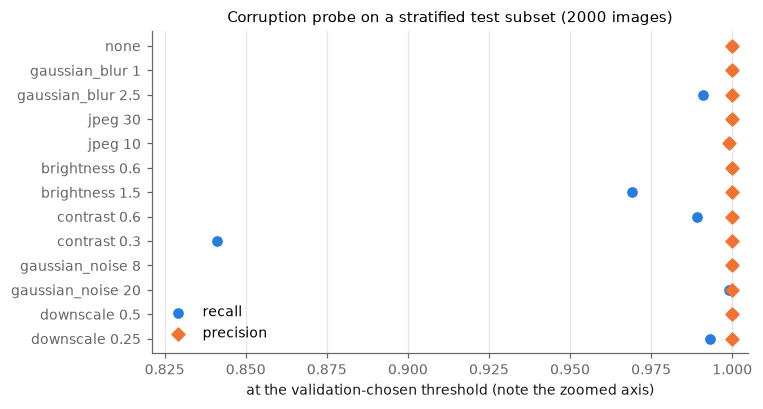 Corruption probe on a stratified test subset (2000 images)
none
gaussian_blur 1
gaussian_blur 2.5
jpeg 30
jpeg 10
brightness 0.6
brightness 1.5
contrast 0.6
contrast 0.3
gaussian_noise 8
gaussian_noise 20
downscale 0.5
downscale 0.25
recall
precision
0.825 0.850 0.875 0.900 0.925 0.950 0.975 1.000
at the validation-chosen threshold (note the zoomed axis)